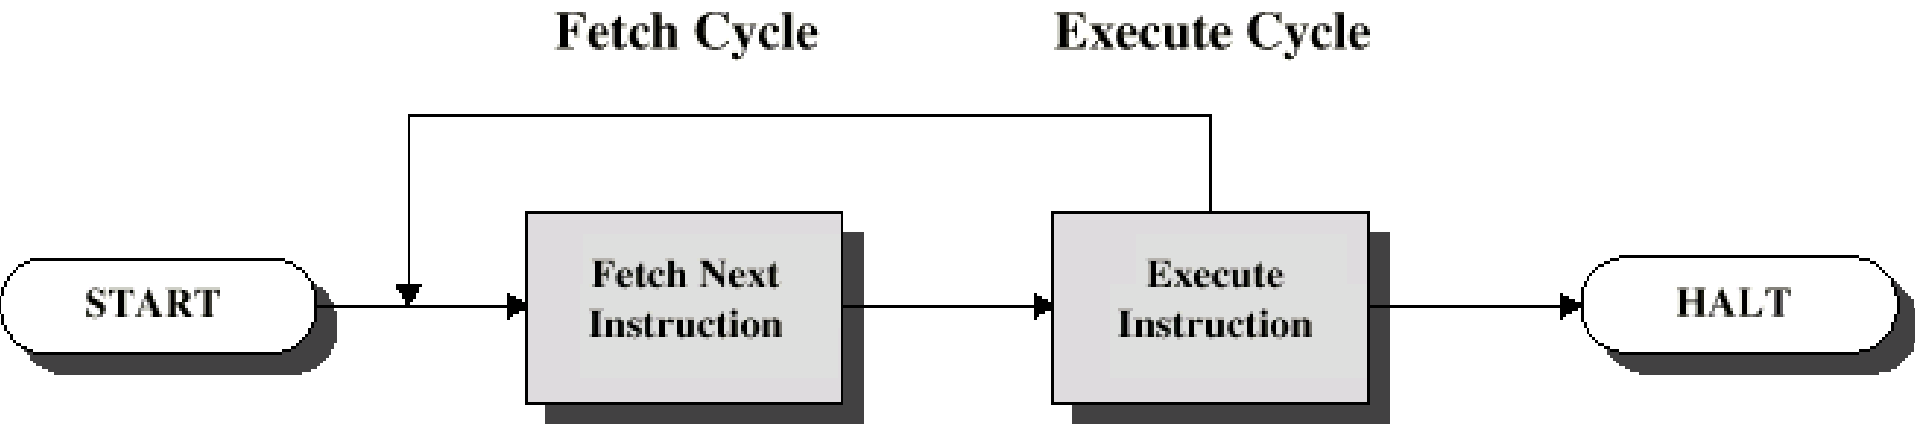 Fetch Cycle
Execute Cycle
START
Fetch Next
Instruction
Execute
Instruction
HALT